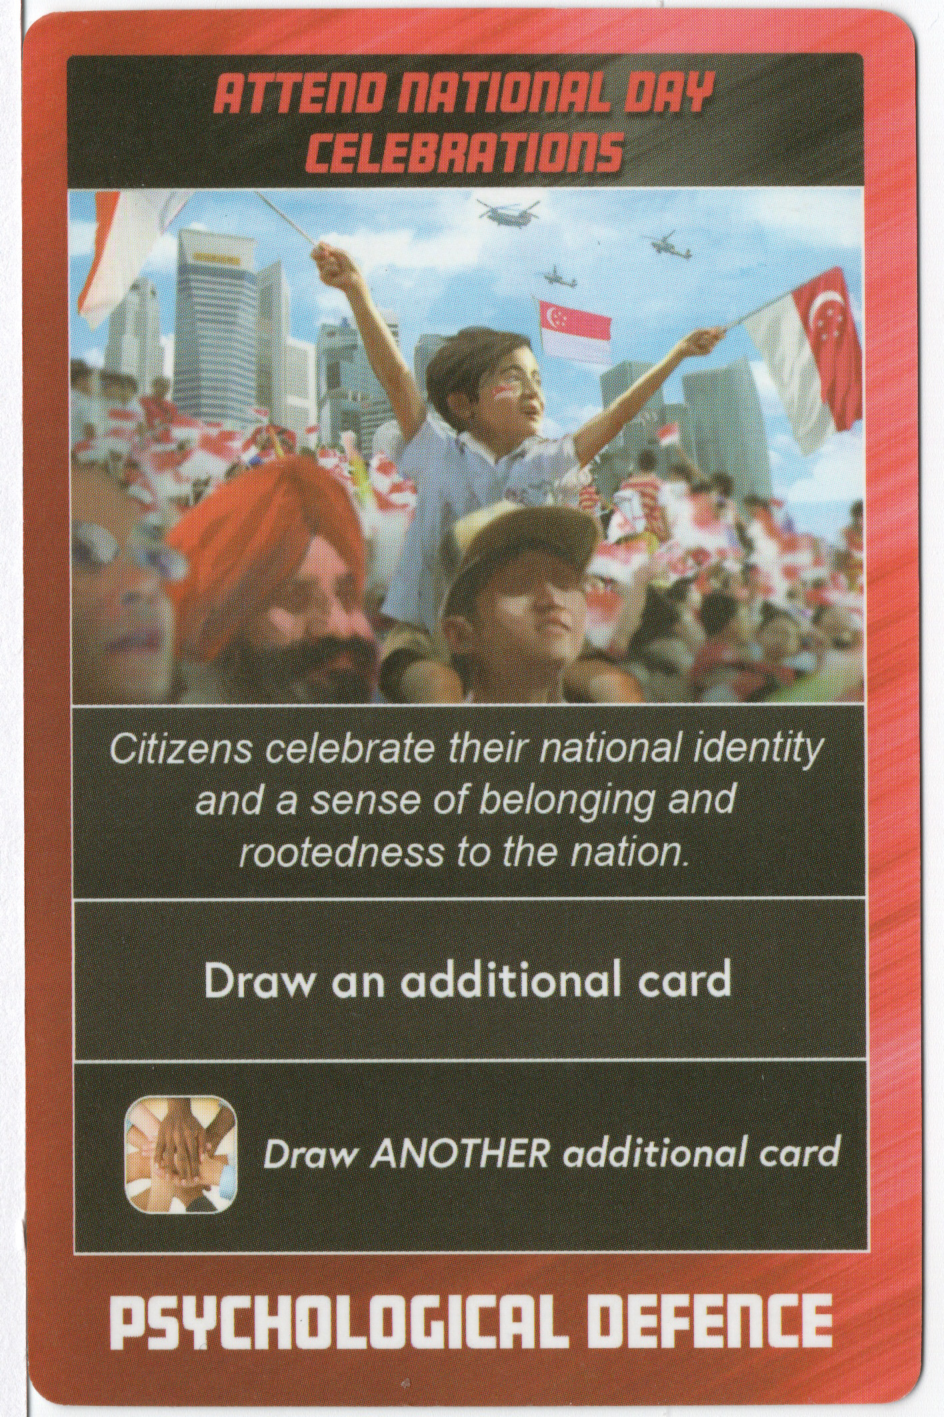 ATTEND NATIONAL DAY
CELEBRATIONS
Citizens celebrate their national identity
and a sense of belonging and
rootedness to the nation.
Draw an additional card
Draw ANOTHER additional card
PSYCHOLOGICAL DEFENCE